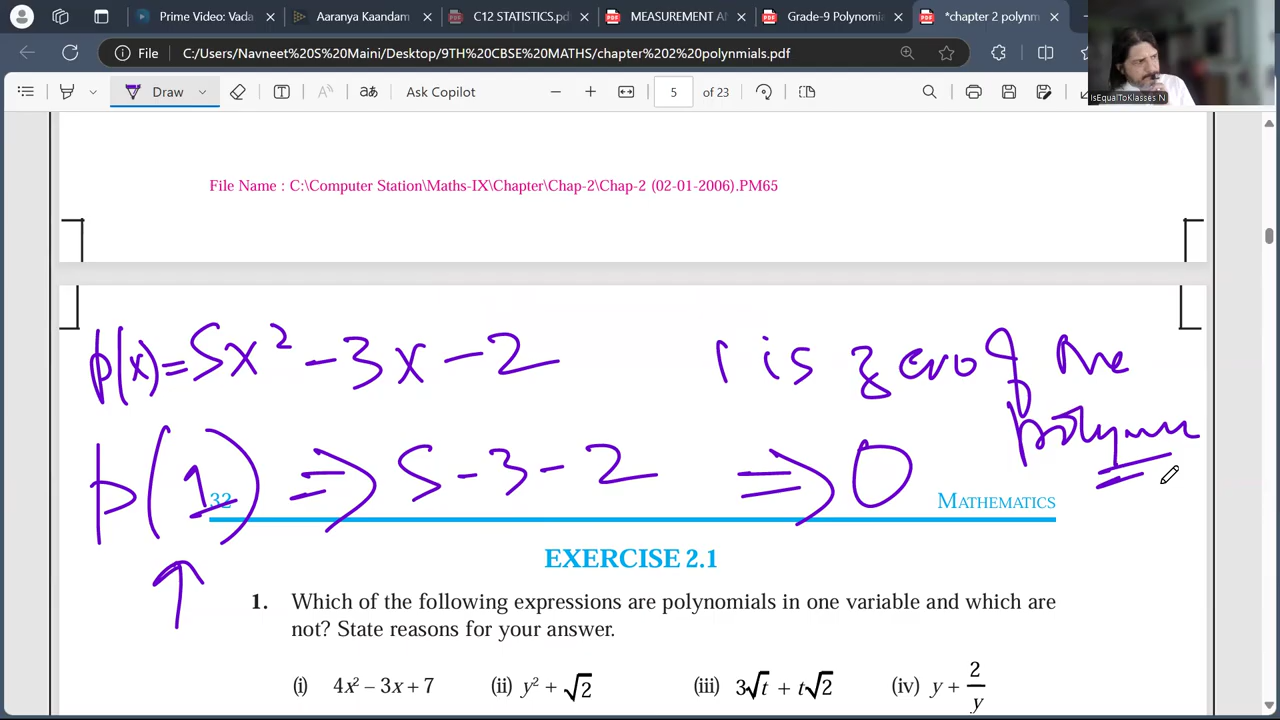 Prime Video: Vada
Aaranya Kaandam
C12 STATISTICS.pdf
MEASUREMENT A
Grade-9 Polynomia
*chapter 2 polynm
File
C:/Users/Navneet%20S%20Maini/Desktop/9TH%20CBSE%20MATHS/chapter%202%20polynmials.pdf
IsEqualToKlasses N
Draw
aあ
Ask Copilot
5
of 23
File Name : C:\Computer Station\Maths-IX\Chapter\Chap-2\Chap-2 (02-01-2006).PM65
p(x)=5x² -3x -2
1 is zero of the
p(1) ⇒ 5-3-2 ⇒ 0
32
MATHEMATICS
EXERCISE 2.1
1. Which of the following expressions are polynomials in one variable and which are
not? State reasons for your answer.
(i) 4x² – 3x + 7 (ii) y² + √2 (iii) 3√t + t√2 (iv) y + 2/y